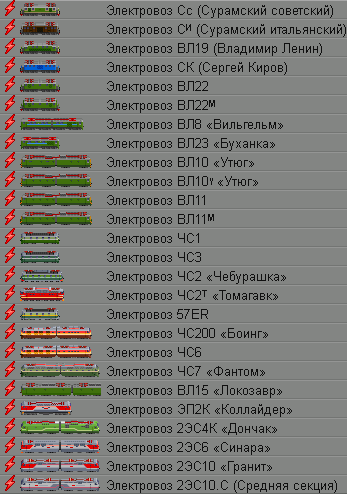 Электровоз Сс (Сурамский советский)
Электровоз Си (Сурамский итальянский)
Электровоз ВЛ19 (Владимир Ленин)
Электровоз СК (Сергей Киров)
Электровоз ВЛ22
Электровоз ВЛ22м
Электровоз ВЛ8 «Вильгельм»
Электровоз ВЛ23 «Буханка»
Электровоз ВЛ10 «Утюг»
Электровоз ВЛ10у «Утюг»
Электровоз ВЛ11
Электровоз ВЛ11м
Электровоз ЧС1
Электровоз ЧС3
Электровоз ЧС2 «Чебурашка»
Электровоз ЧС2т «Томагавк»
Электровоз 57ER
Электровоз ЧС200 «Боинг»
Электровоз ЧС6
Электровоз ЧС7 «Фантом»
Электровоз ВЛ15 «Локозавр»
Электровоз ЭП2К «Коллайдер»
Электровоз 2ЭС4К «Дончак»
Электровоз 2ЭС6 «Синара»
Электровоз 2ЭС10 «Гранит»
Электровоз 2ЭС10.С (Средняя секция)